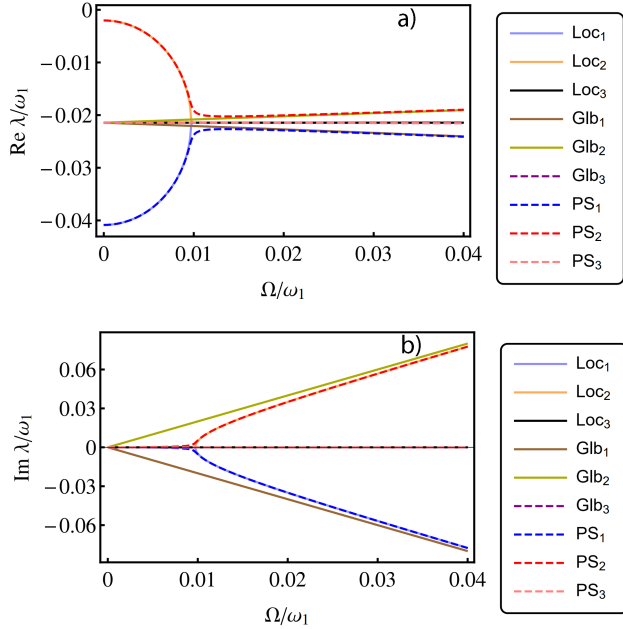 a)
0
−0.01
−0.02
−0.03
−0.04
Re λ/ω₁
0 0.01 0.02 0.03 0.04
Ω/ω₁
Loc₁
Loc₂
Loc₃
Glb₁
Glb₂
Glb₃
PS₁
PS₂
PS₃
b)
0.06
0.03
0
−0.03
−0.06
Im λ/ω₁
0 0.01 0.02 0.03 0.04
Ω/ω₁
Loc₁
Loc₂
Loc₃
Glb₁
Glb₂
Glb₃
PS₁
PS₂
PS₃